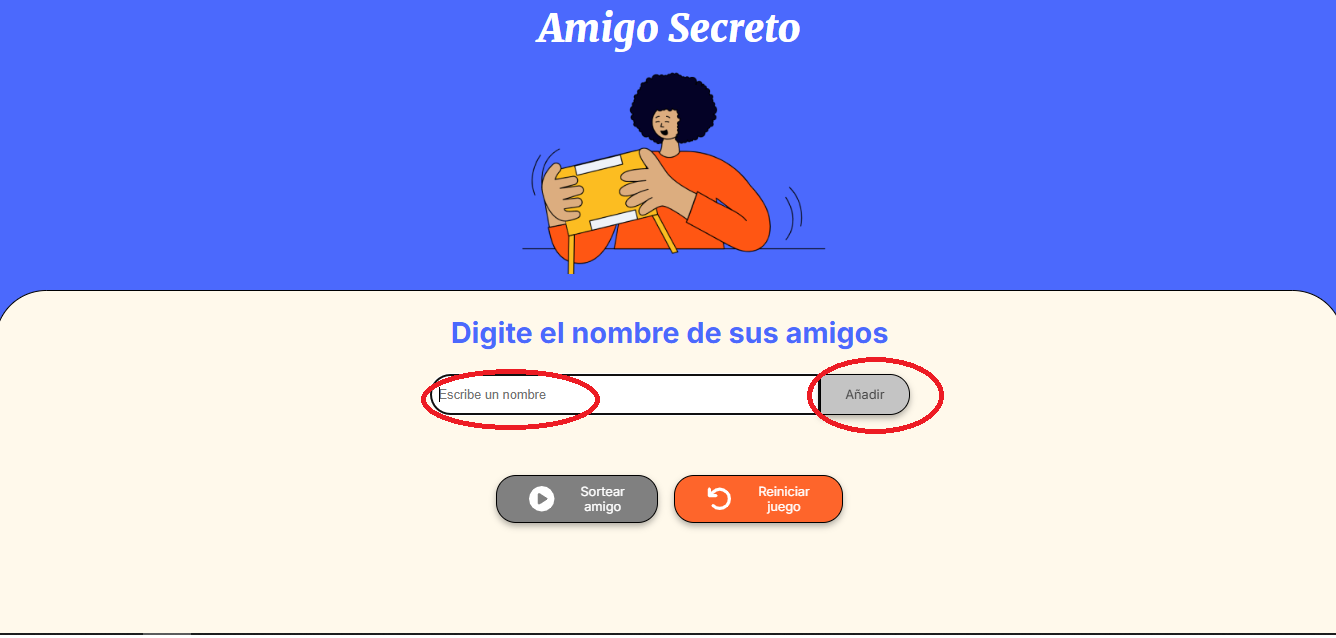 Amigo Secreto
Digite el nombre de sus amigos
Escribe un nombre
Añadir
Sortear
amigo
Reiniciar
juego